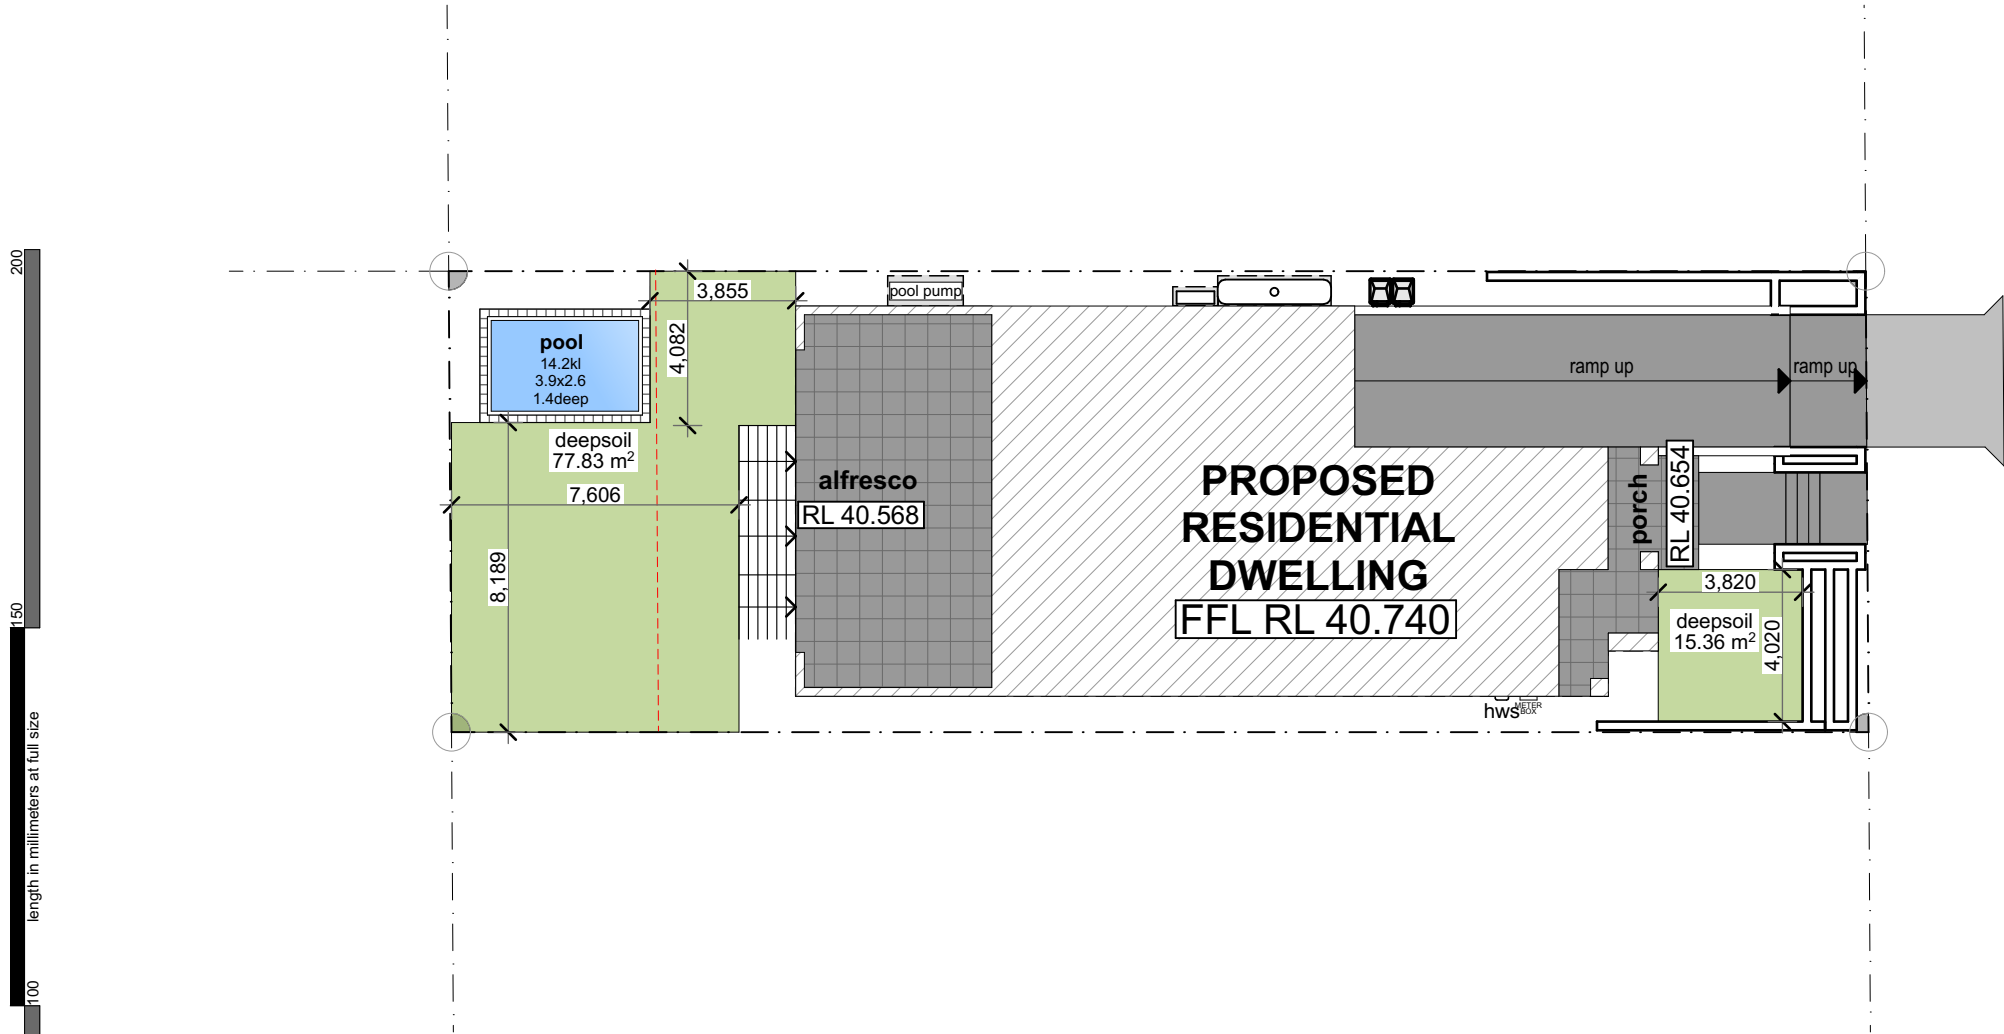 200
150
length in millimeters at full size
100
3,855
4,082
pool
14.2kl
3.9x2.6
1.4deep
deepsoil
77.83 m²
7,606
8,189
pool pump
alfresco
RL 40.568
PROPOSED
RESIDENTIAL
DWELLING
FFL RL 40.740
ramp up
ramp up
porch
RL 40.654
3,820
deepsoil
15.36 m²
4,020
hws
METER
BOX